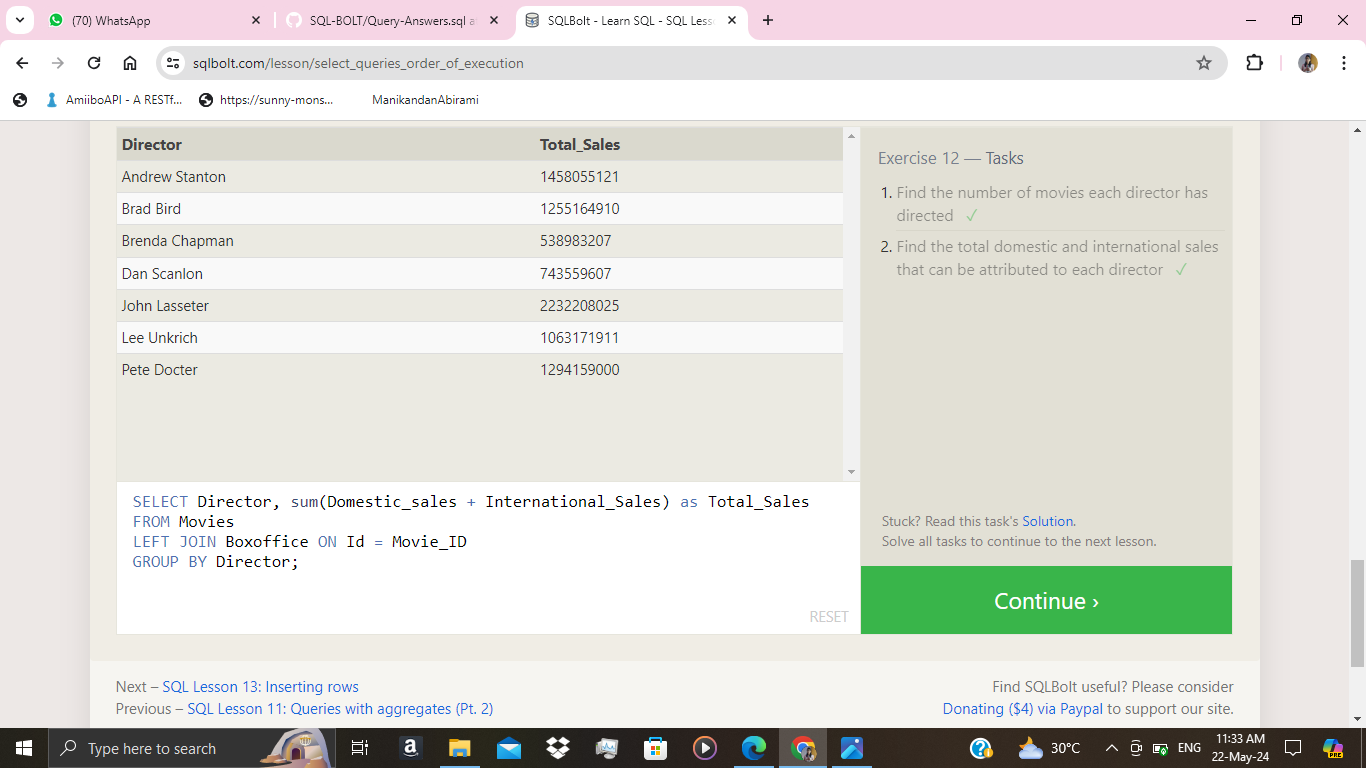 (70) WhatsApp
SQL-BOLT/Query-Answers.sql a
SQLBolt - Learn SQL - SQL Less
sqlbolt.com/lesson/select_queries_order_of_execution
AmiiboAPI - A RESTf...
https://sunny-mons...
ManikandanAbirami
Director Total_Sales
Andrew Stanton 1458055121
Brad Bird 1255164910
Brenda Chapman 538983207
Dan Scanlon 743559607
John Lasseter 2232208025
Lee Unkrich 1063171911
Pete Docter 1294159000
Exercise 12 — Tasks
1. Find the number of movies each director has
directed ✓
2. Find the total domestic and international sales
that can be attributed to each director ✓
Stuck? Read this task's Solution.
Solve all tasks to continue to the next lesson.
Continue ›
SELECT Director, sum(Domestic_sales + International_Sales) as Total_Sales
FROM Movies
LEFT JOIN Boxoffice ON Id = Movie_ID
GROUP BY Director;
RESET
Next – SQL Lesson 13: Inserting rows
Previous – SQL Lesson 11: Queries with aggregates (Pt. 2)
Find SQLBolt useful? Please consider
Donating ($4) via Paypal to support our site.
Type here to search
30°C
ENG
11:33 AM
22-May-24
PRE